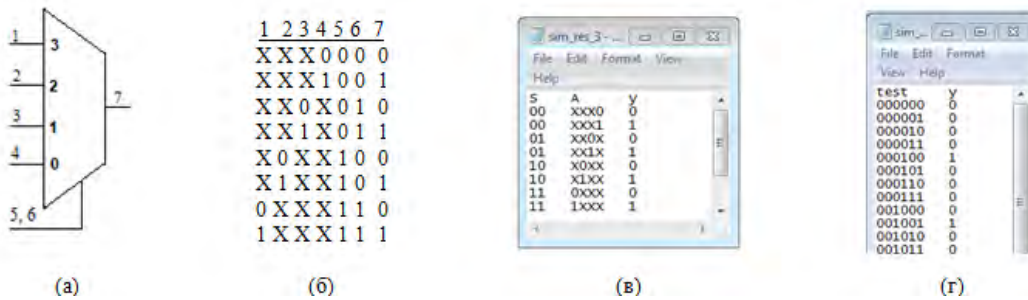 1
3
2
2
7
3
1
4
0
5, 6
(а)
1 2 3 4 5 6 7
X X X 0 0 0 0
X X X 1 0 0 1
X X 0 X 0 1 0
X X 1 X 0 1 1
X 0 X X 1 0 0
X 1 X X 1 0 1
0 X X X 1 1 0
1 X X X 1 1 1
(б)
sim_res_3 - ...
File Edit Format View
Help
S A y
00 XXX0 0
00 XXX1 1
01 XX0X 0
01 XX1X 1
10 X0XX 0
10 X1XX 1
11 0XXX 0
11 1XXX 1
(в)
sim_...
File Edit Format
View Help
test y
000000 0
000001 0
000010 0
000011 0
000100 1
000101 0
000110 0
000111 0
001000 0
001001 1
001010 0
001011 0
(г)